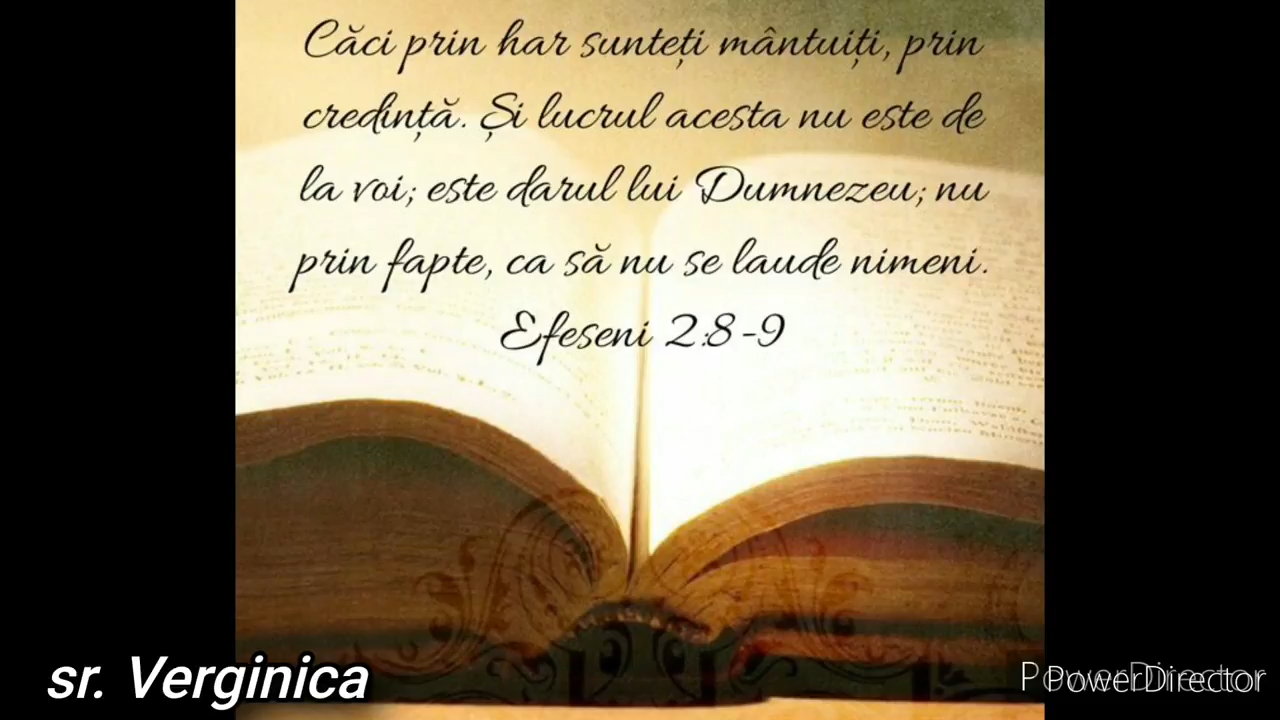 Căci prin har sunteți mântuiți, prin
credință. Și lucrul acesta nu este de
la voi; este darul lui Dumnezeu; nu
prin fapte, ca să nu se laude nimeni.
Efeseni 2:8-9
sr. Verginica
PowerDirector
PowerDirector